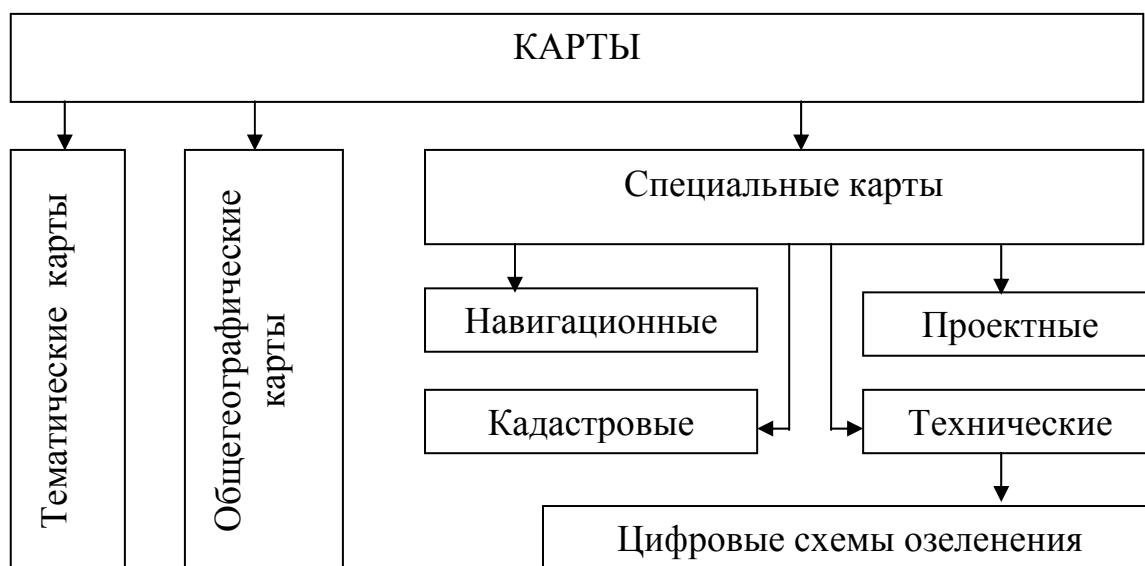 КАРТЫ
Тематические карты
Общегеографические
карты
Специальные карты
Навигационные
Проектные
Кадастровые
Технические
Цифровые схемы озеленения